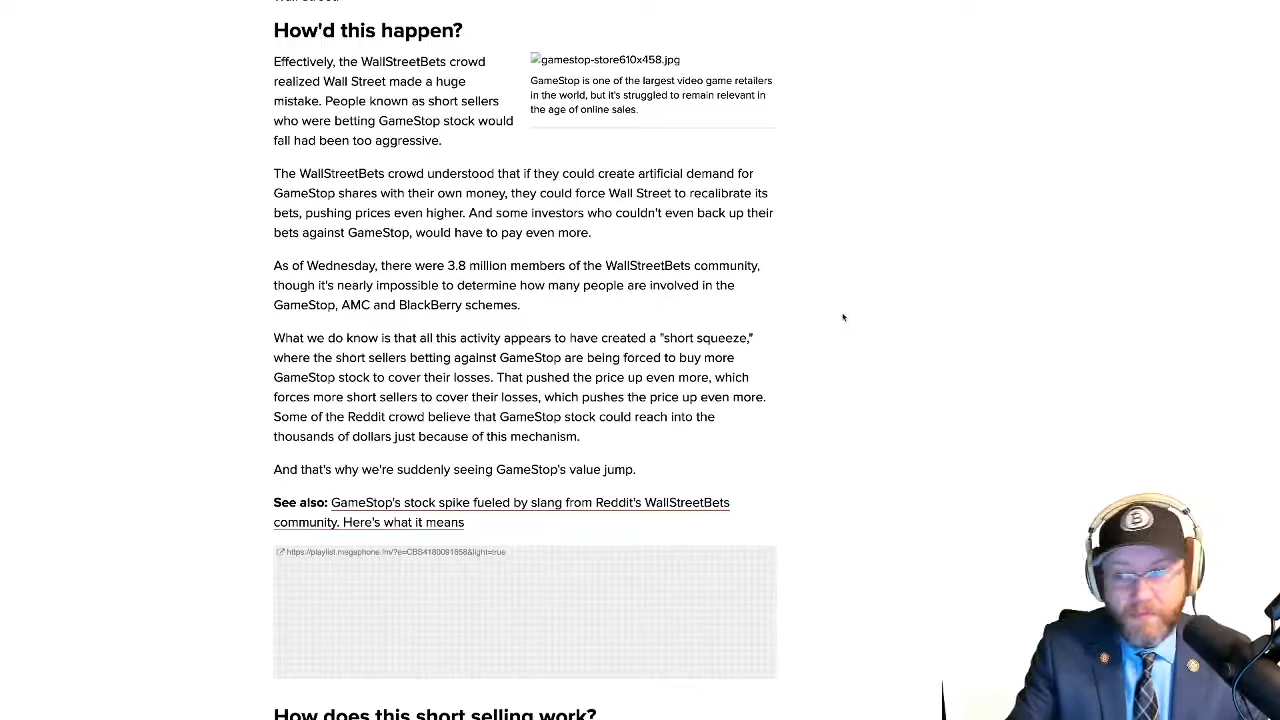 How'd this happen?
Effectively, the WallStreetBets crowd
realized Wall Street made a huge
mistake. People known as short sellers
who were betting GameStop stock would
fall had been too aggressive.
gamestop-store610x458.jpg
GameStop is one of the largest video game retailers
in the world, but it's struggled to remain relevant in
the age of online sales.
The WallStreetBets crowd understood that if they could create artificial demand for
GameStop shares with their own money, they could force Wall Street to recalibrate its
bets, pushing prices even higher. And some investors who couldn't even back up their
bets against GameStop, would have to pay even more.
As of Wednesday, there were 3.8 million members of the WallStreetBets community,
though it's nearly impossible to determine how many people are involved in the
GameStop, AMC and BlackBerry schemes.
What we do know is that all this activity appears to have created a "short squeeze,"
where the short sellers betting against GameStop are being forced to buy more
GameStop stock to cover their losses. That pushed the price up even more, which
forces more short sellers to cover their losses, which pushes the price up even more.
Some of the Reddit crowd believe that GameStop stock could reach into the
thousands of dollars just because of this mechanism.
And that's why we're suddenly seeing GameStop's value jump.
See also: GameStop's stock spike fueled by slang from Reddit's WallStreetBets
community. Here's what it means
https://playlist.megaphone.fm/?e=CBS4180091858&light=true
How does this short selling work?